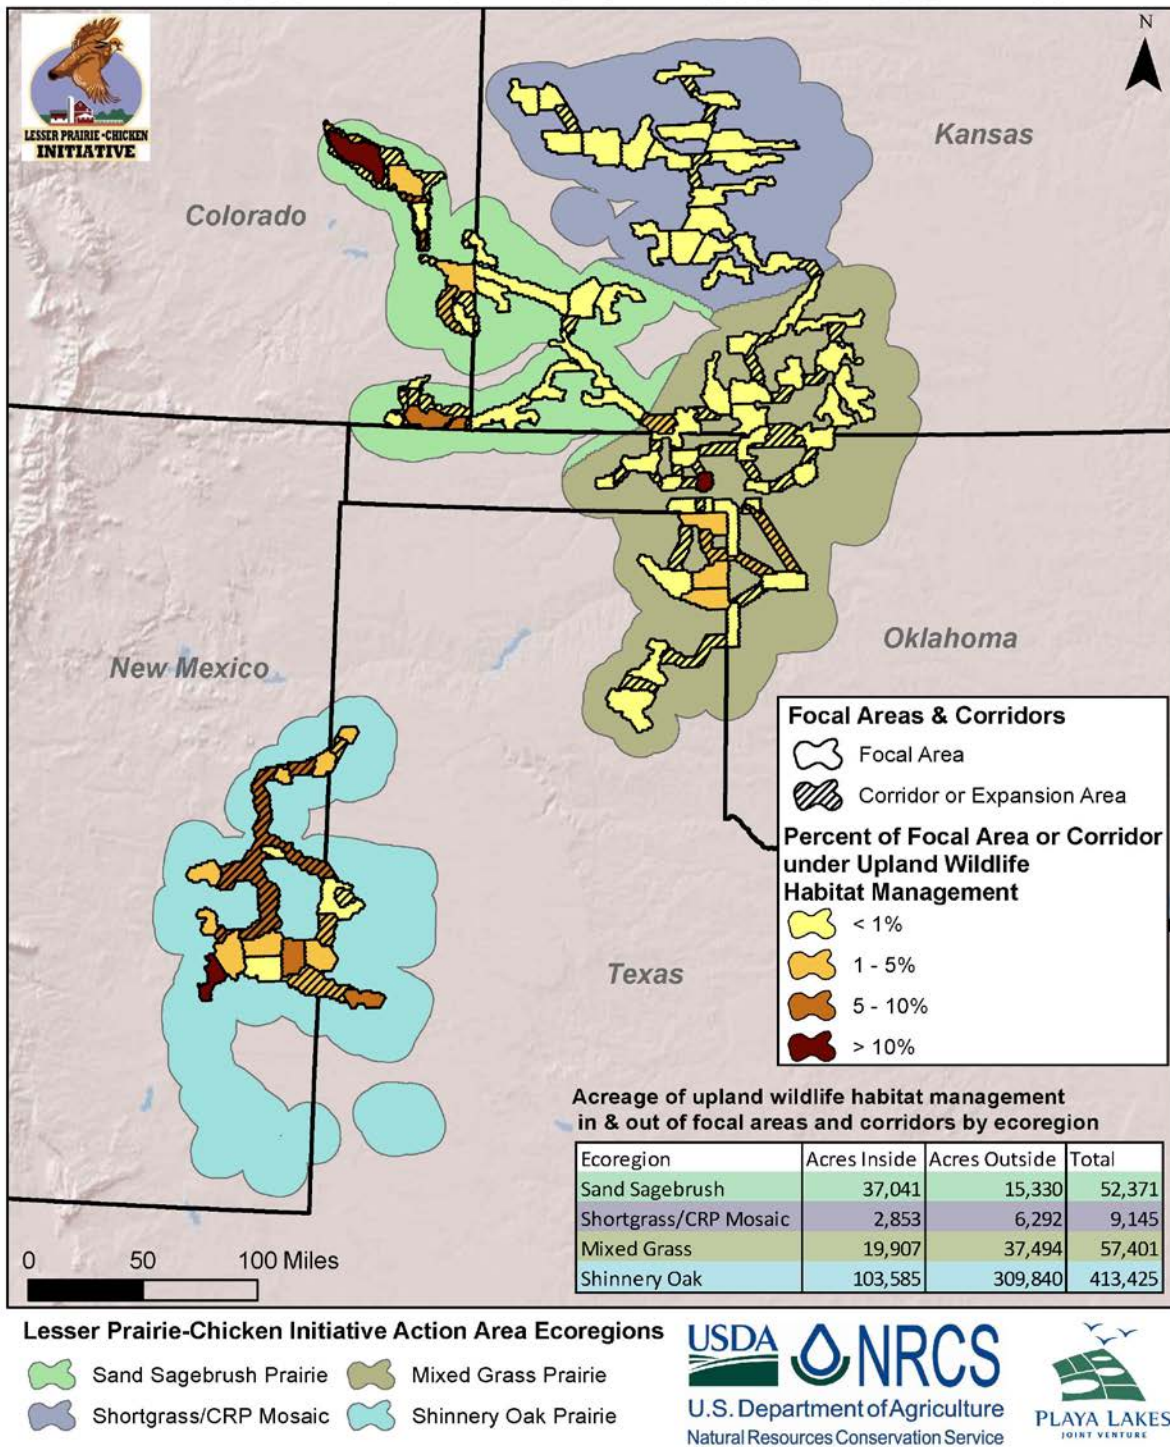 N
LESSER PRAIRIE-CHICKEN
INITIATIVE
Kansas
Colorado
New Mexico
Oklahoma
Texas
Focal Areas & Corridors
Focal Area
Corridor or Expansion Area
Percent of Focal Area or Corridor
under Upland Wildlife
Habitat Management
< 1%
1 - 5%
5 - 10%
> 10%
Acreage of upland wildlife habitat management
in & out of focal areas and corridors by ecoregion
Ecoregion Acres Inside Acres Outside Total
Sand Sagebrush 37,041 15,330 52,371
Shortgrass/CRP Mosaic 2,853 6,292 9,145
Mixed Grass 19,907 37,494 57,401
Shinnery Oak 103,585 309,840 413,425
0 50 100 Miles
Lesser Prairie-Chicken Initiative Action Area Ecoregions
Sand Sagebrush Prairie Mixed Grass Prairie
Shortgrass/CRP Mosaic Shinnery Oak Prairie
USDA NRCS
U.S. Department of Agriculture
Natural Resources Conservation Service
PLAYA LAKES
JOINT VENTURE